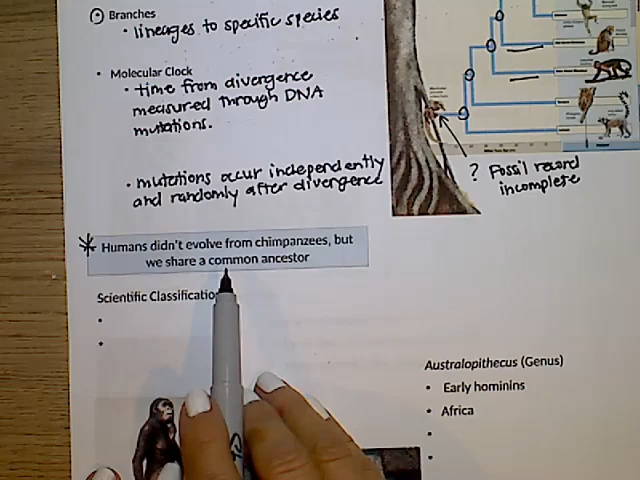 Branches
• lineages to specific species
• Molecular Clock
• time from divergence
measured through DNA
mutations.
• mutations occur independently
and randomly after divergence
? Fossil record
incomplete
Humans didn't evolve from chimpanzees, but
we share a common ancestor
Scientific Classification
•
•
Australopithecus (Genus)
• Early hominins
• Africa
•
•